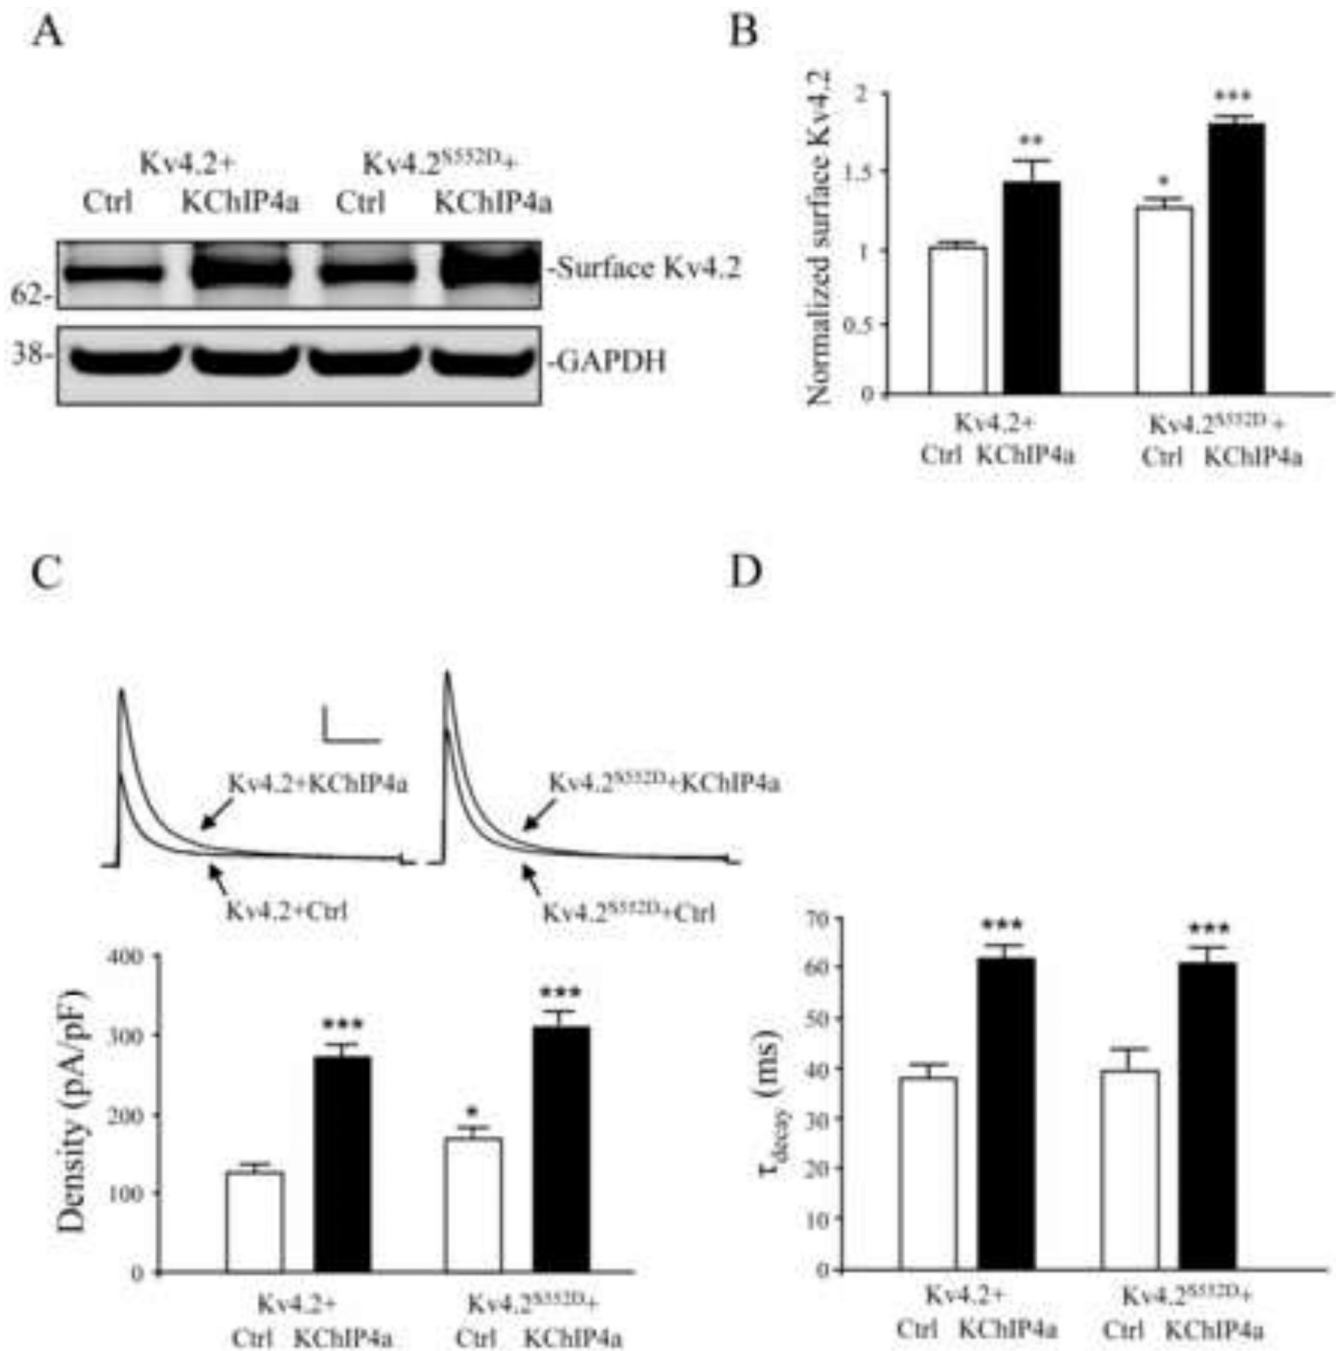 A
Kv4.2+ Kv4.2S552D+
Ctrl KChIP4a Ctrl KChIP4a
-Surface Kv4.2
62-
38-
-GAPDH
B
Normalized surface Kv4.2
2
1.5
1
0.5
0
**
*
***
Kv4.2+ Kv4.2S552D+
Ctrl KChIP4a Ctrl KChIP4a
C
Kv4.2+KChIP4a
Kv4.2+Ctrl
Kv4.2S552D+KChIP4a
Kv4.2S552D+Ctrl
Density (pA/pF)
400
300
200
100
0
***
*
***
Kv4.2+ Kv4.2S552D+
Ctrl KChIP4a Ctrl KChIP4a
D
τdecay (ms)
70
60
50
40
30
20
10
0
***
***
Kv4.2+ Kv4.2S552D+
Ctrl KChIP4a Ctrl KChIP4a